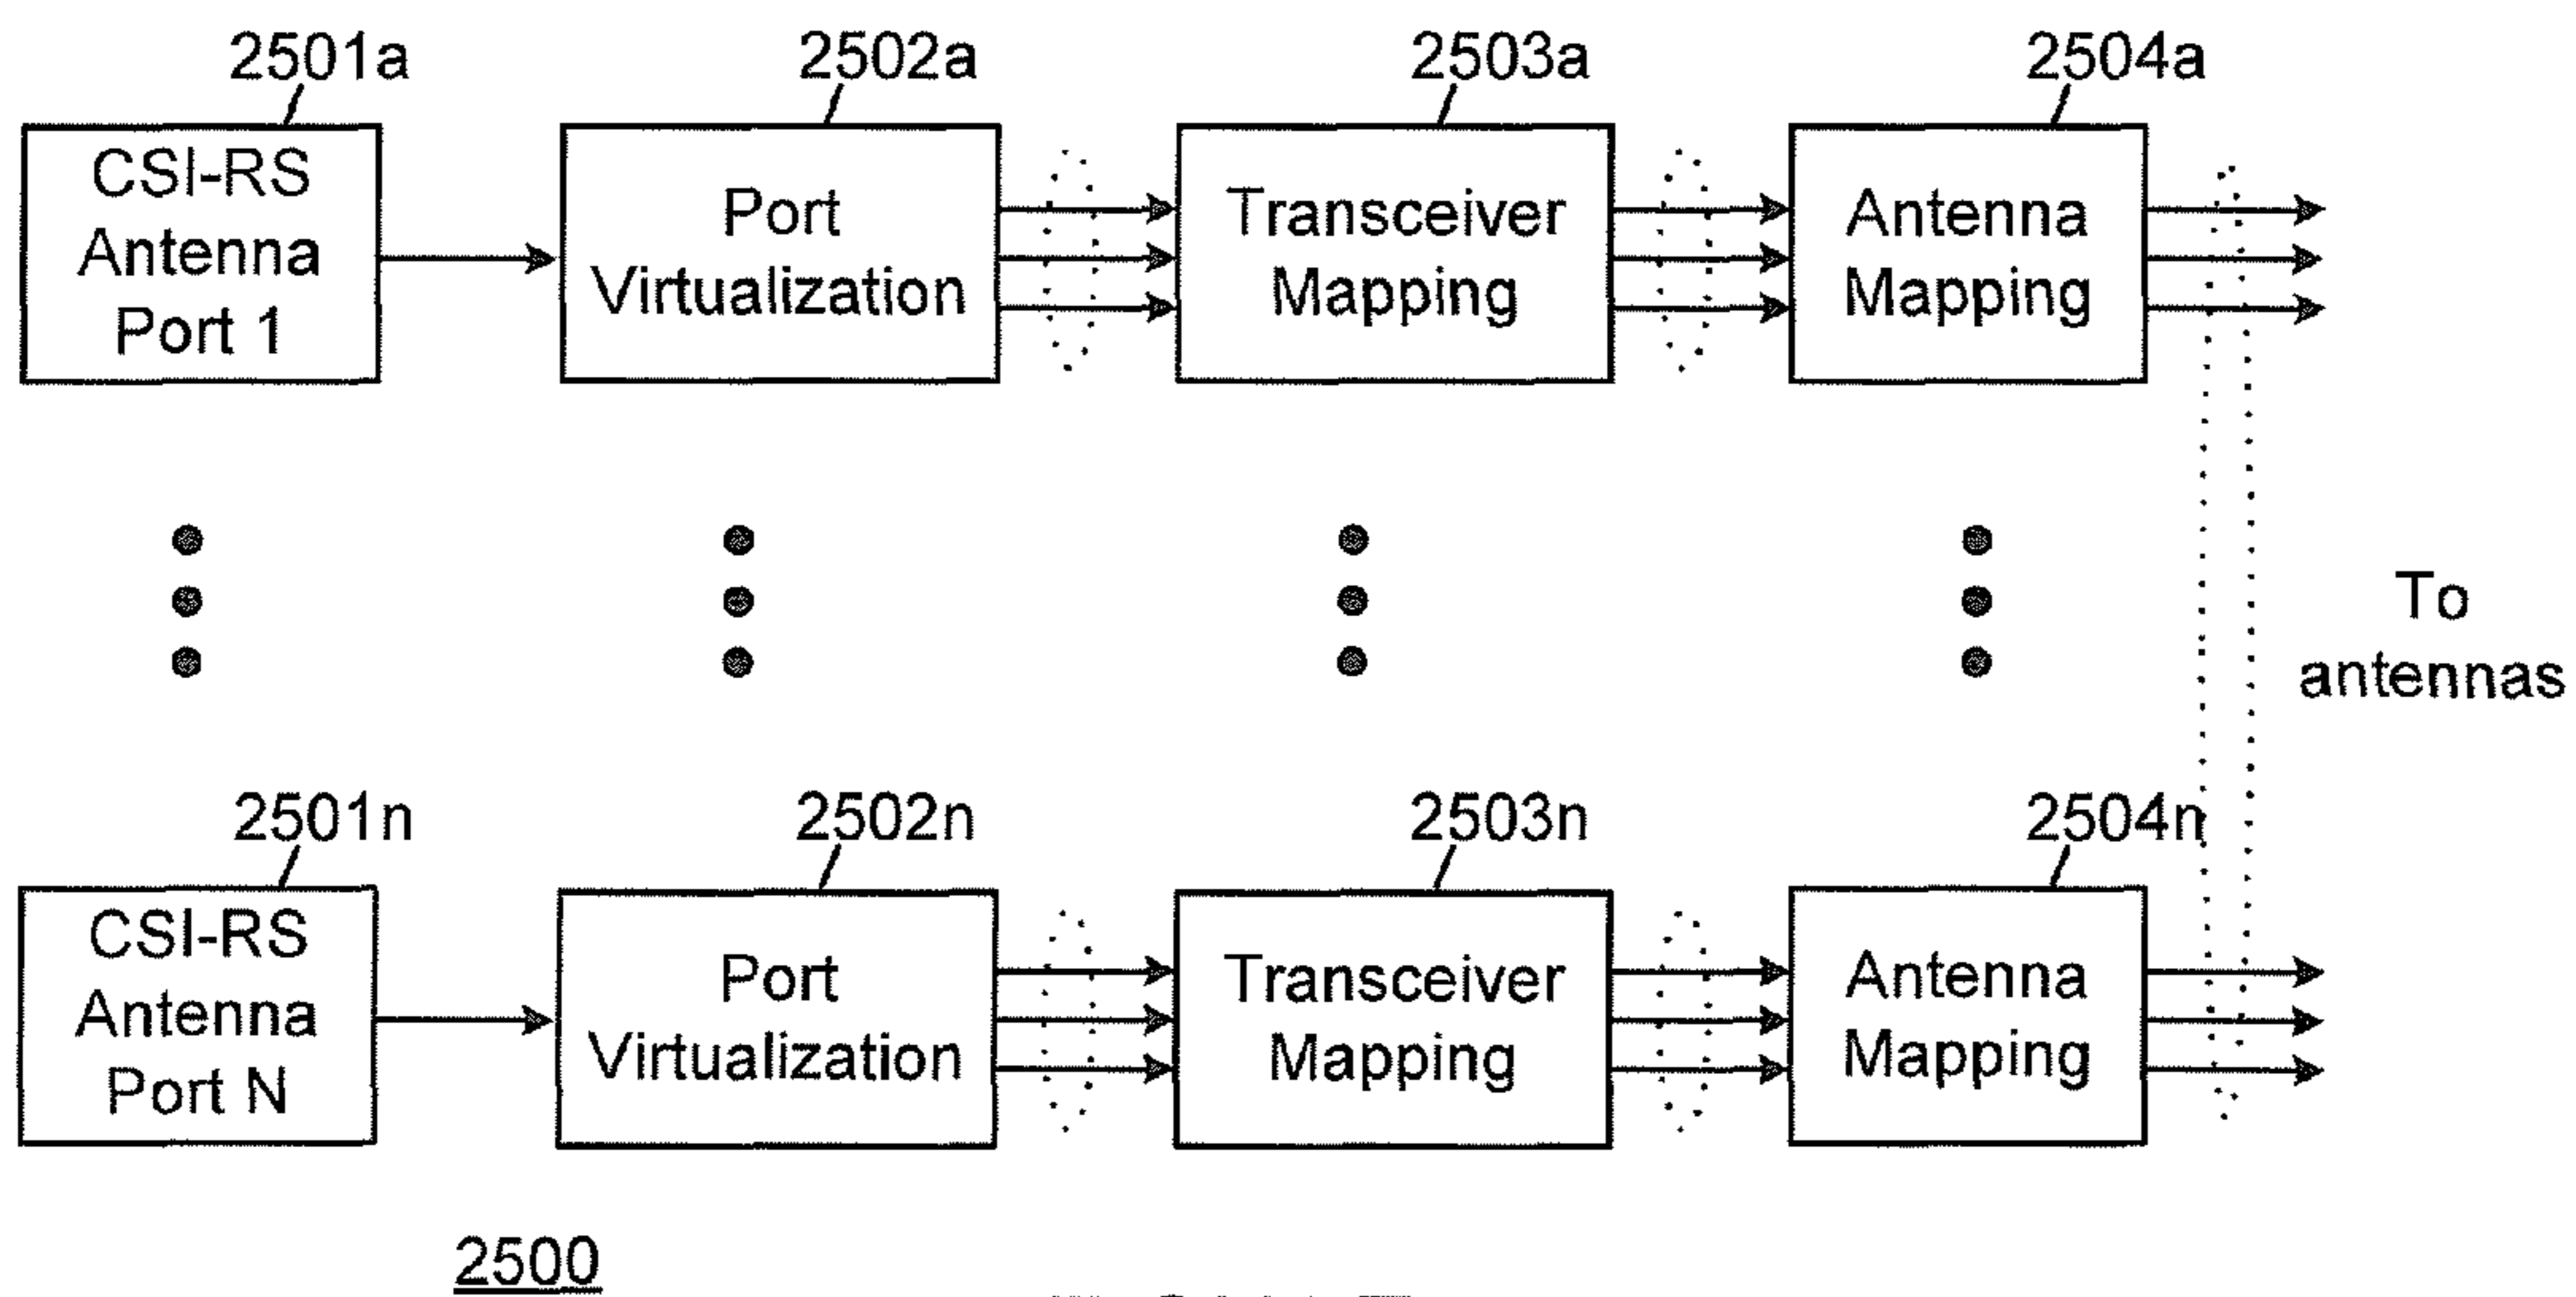 2501a 2502a 2503a 2504a
CSI-RS
Antenna
Port 1
Port
Virtualization
Transceiver
Mapping
Antenna
Mapping
To
antennas
2501n 2502n 2503n 2504n
CSI-RS
Antenna
Port N
Port
Virtualization
Transceiver
Mapping
Antenna
Mapping
2500